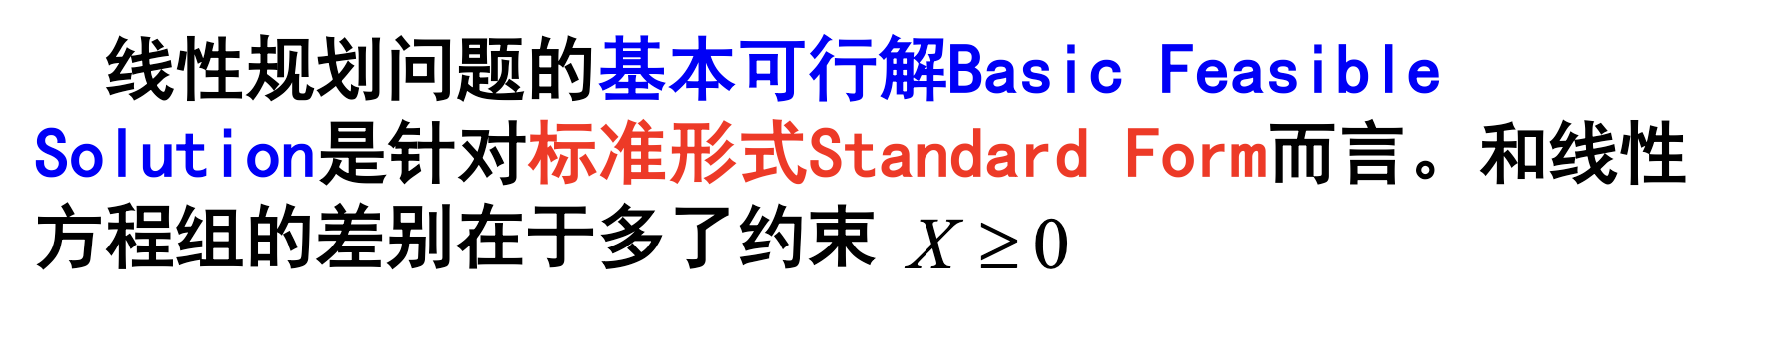 线性规划问题的基本可行解Basic Feasible
Solution是针对标准形式Standard Form而言。和线性
方程组的差别在于多了约束 X ≥ 0